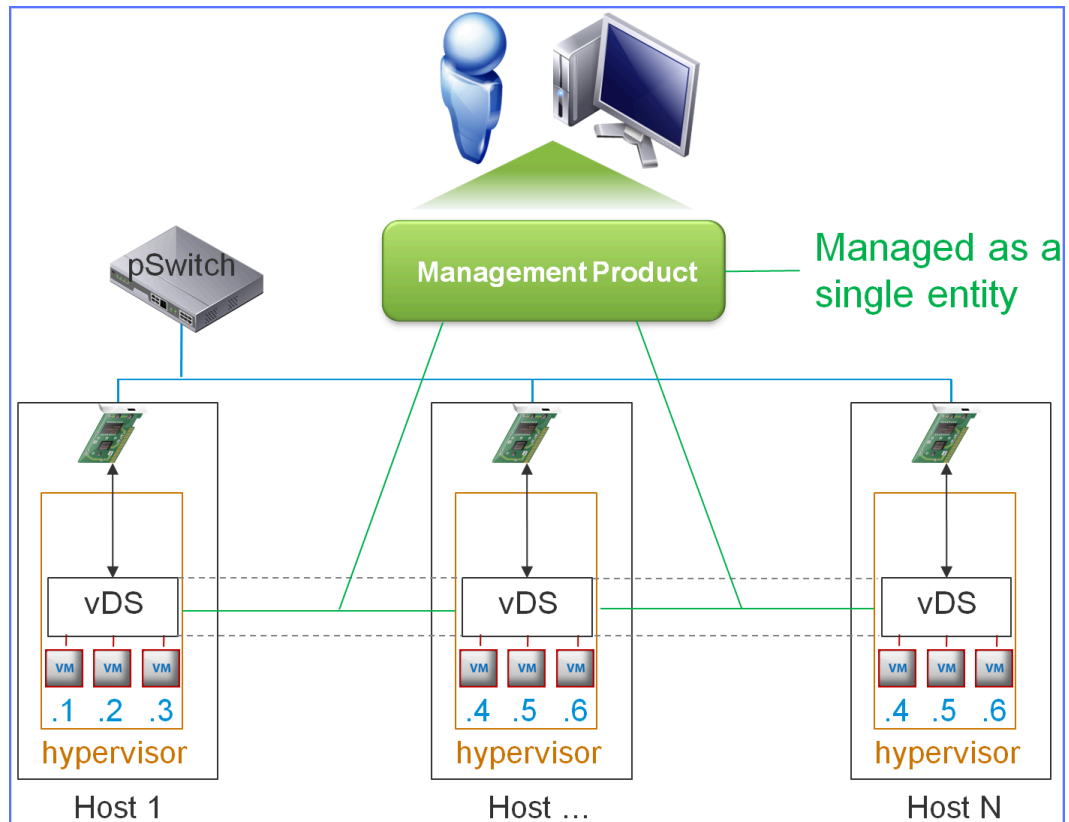 pSwitch
Management Product
Managed as a
single entity
vDS
vDS
vDS
VM VM VM
VM VM VM
VM VM VM
.1 .2 .3
.4 .5 .6
.4 .5 .6
hypervisor
hypervisor
hypervisor
Host 1
Host ...
Host N